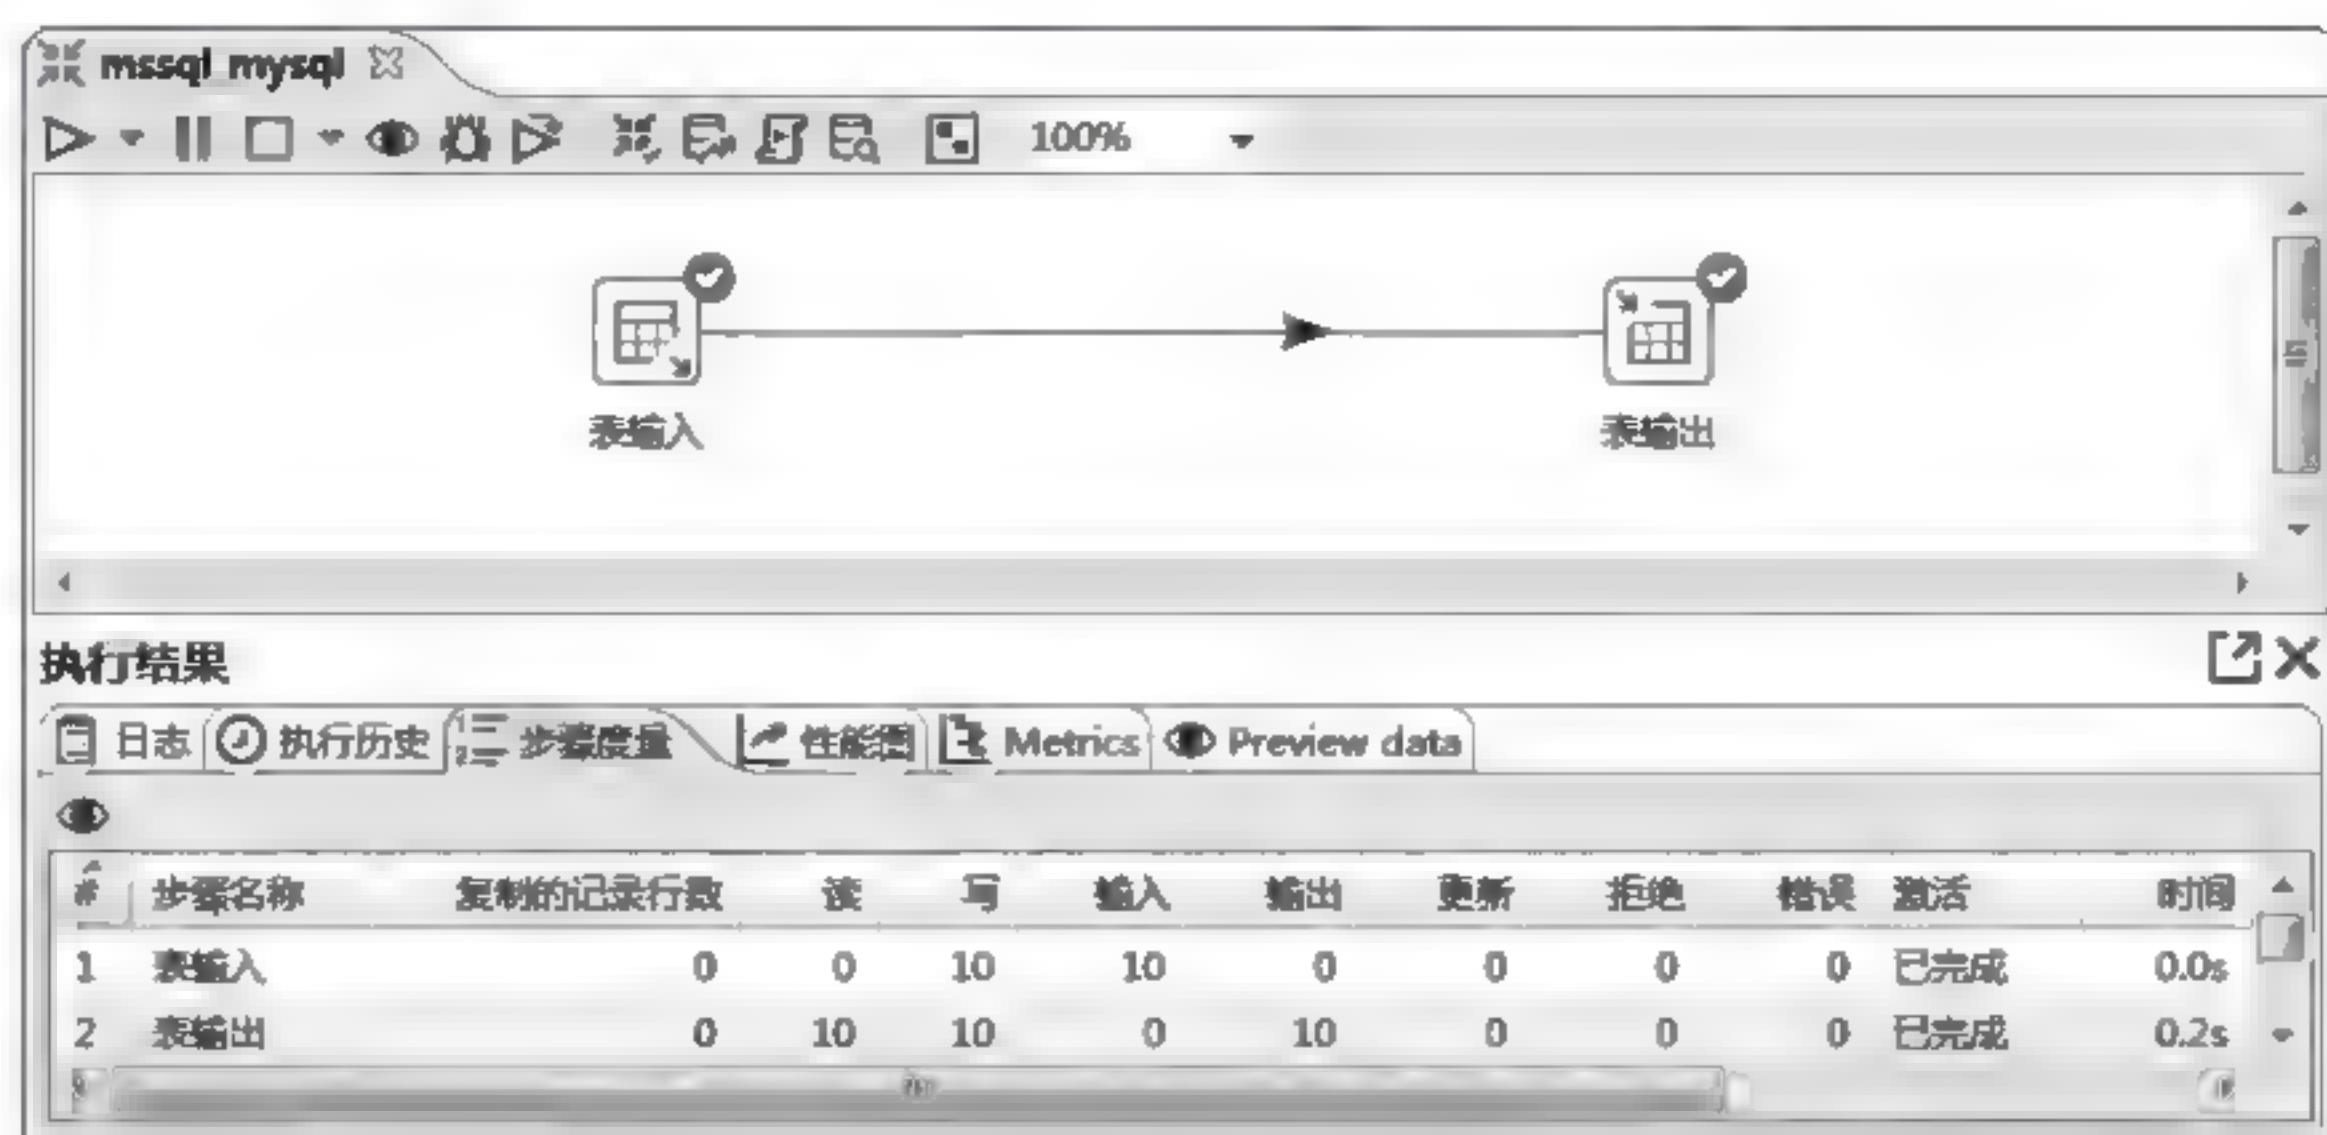 mssql_mysql
100%
表输入 表输出
执行结果
日志 执行历史 步骤度量 性能图 Metrics Preview data
# 步骤名称 复制的记录行数 读 写 输入 输出 更新 拒绝 错误 激活 时间
1 表输入 0 0 10 10 0 0 0 0 已完成 0.0s
2 表输出 0 10 10 0 10 0 0 0 已完成 0.2s